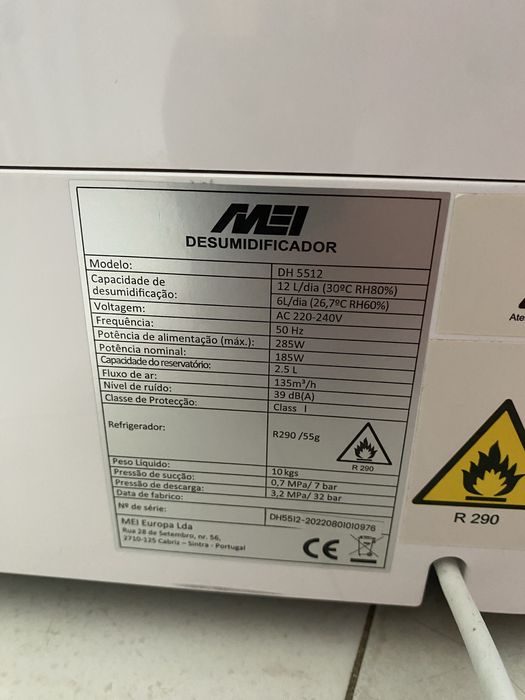 MEI
DESUMIDIFICADOR
Modelo: DH 5512
Capacidade de desumidificação: 12 L/dia (30ºC RH80%)
6L/dia (26,7ºC RH60%)
Voltagem: AC 220-240V
Frequência: 50 Hz
Potência de alimentação (máx.): 285W
Potência nominal: 185W
Capacidade do reservatório: 2.5 L
Fluxo de ar: 135m³/h
Nível de ruído: 39 dB(A)
Classe de Protecção: Class I
Refrigerador: R290 /55g
R 290
Peso Líquido: 10 kgs
Pressão de sucção: 0,7 MPa/ 7 bar
Pressão de descarga: 3,2 MPa/ 32 bar
Data de fabrico:
Nº de série: DH5512-20220801010976
MEI Europa Lda
Rua 28 de Setembro, nr. 56,
2710-125 Cabriz – Sintra - Portugal
CE
Ate
R 290